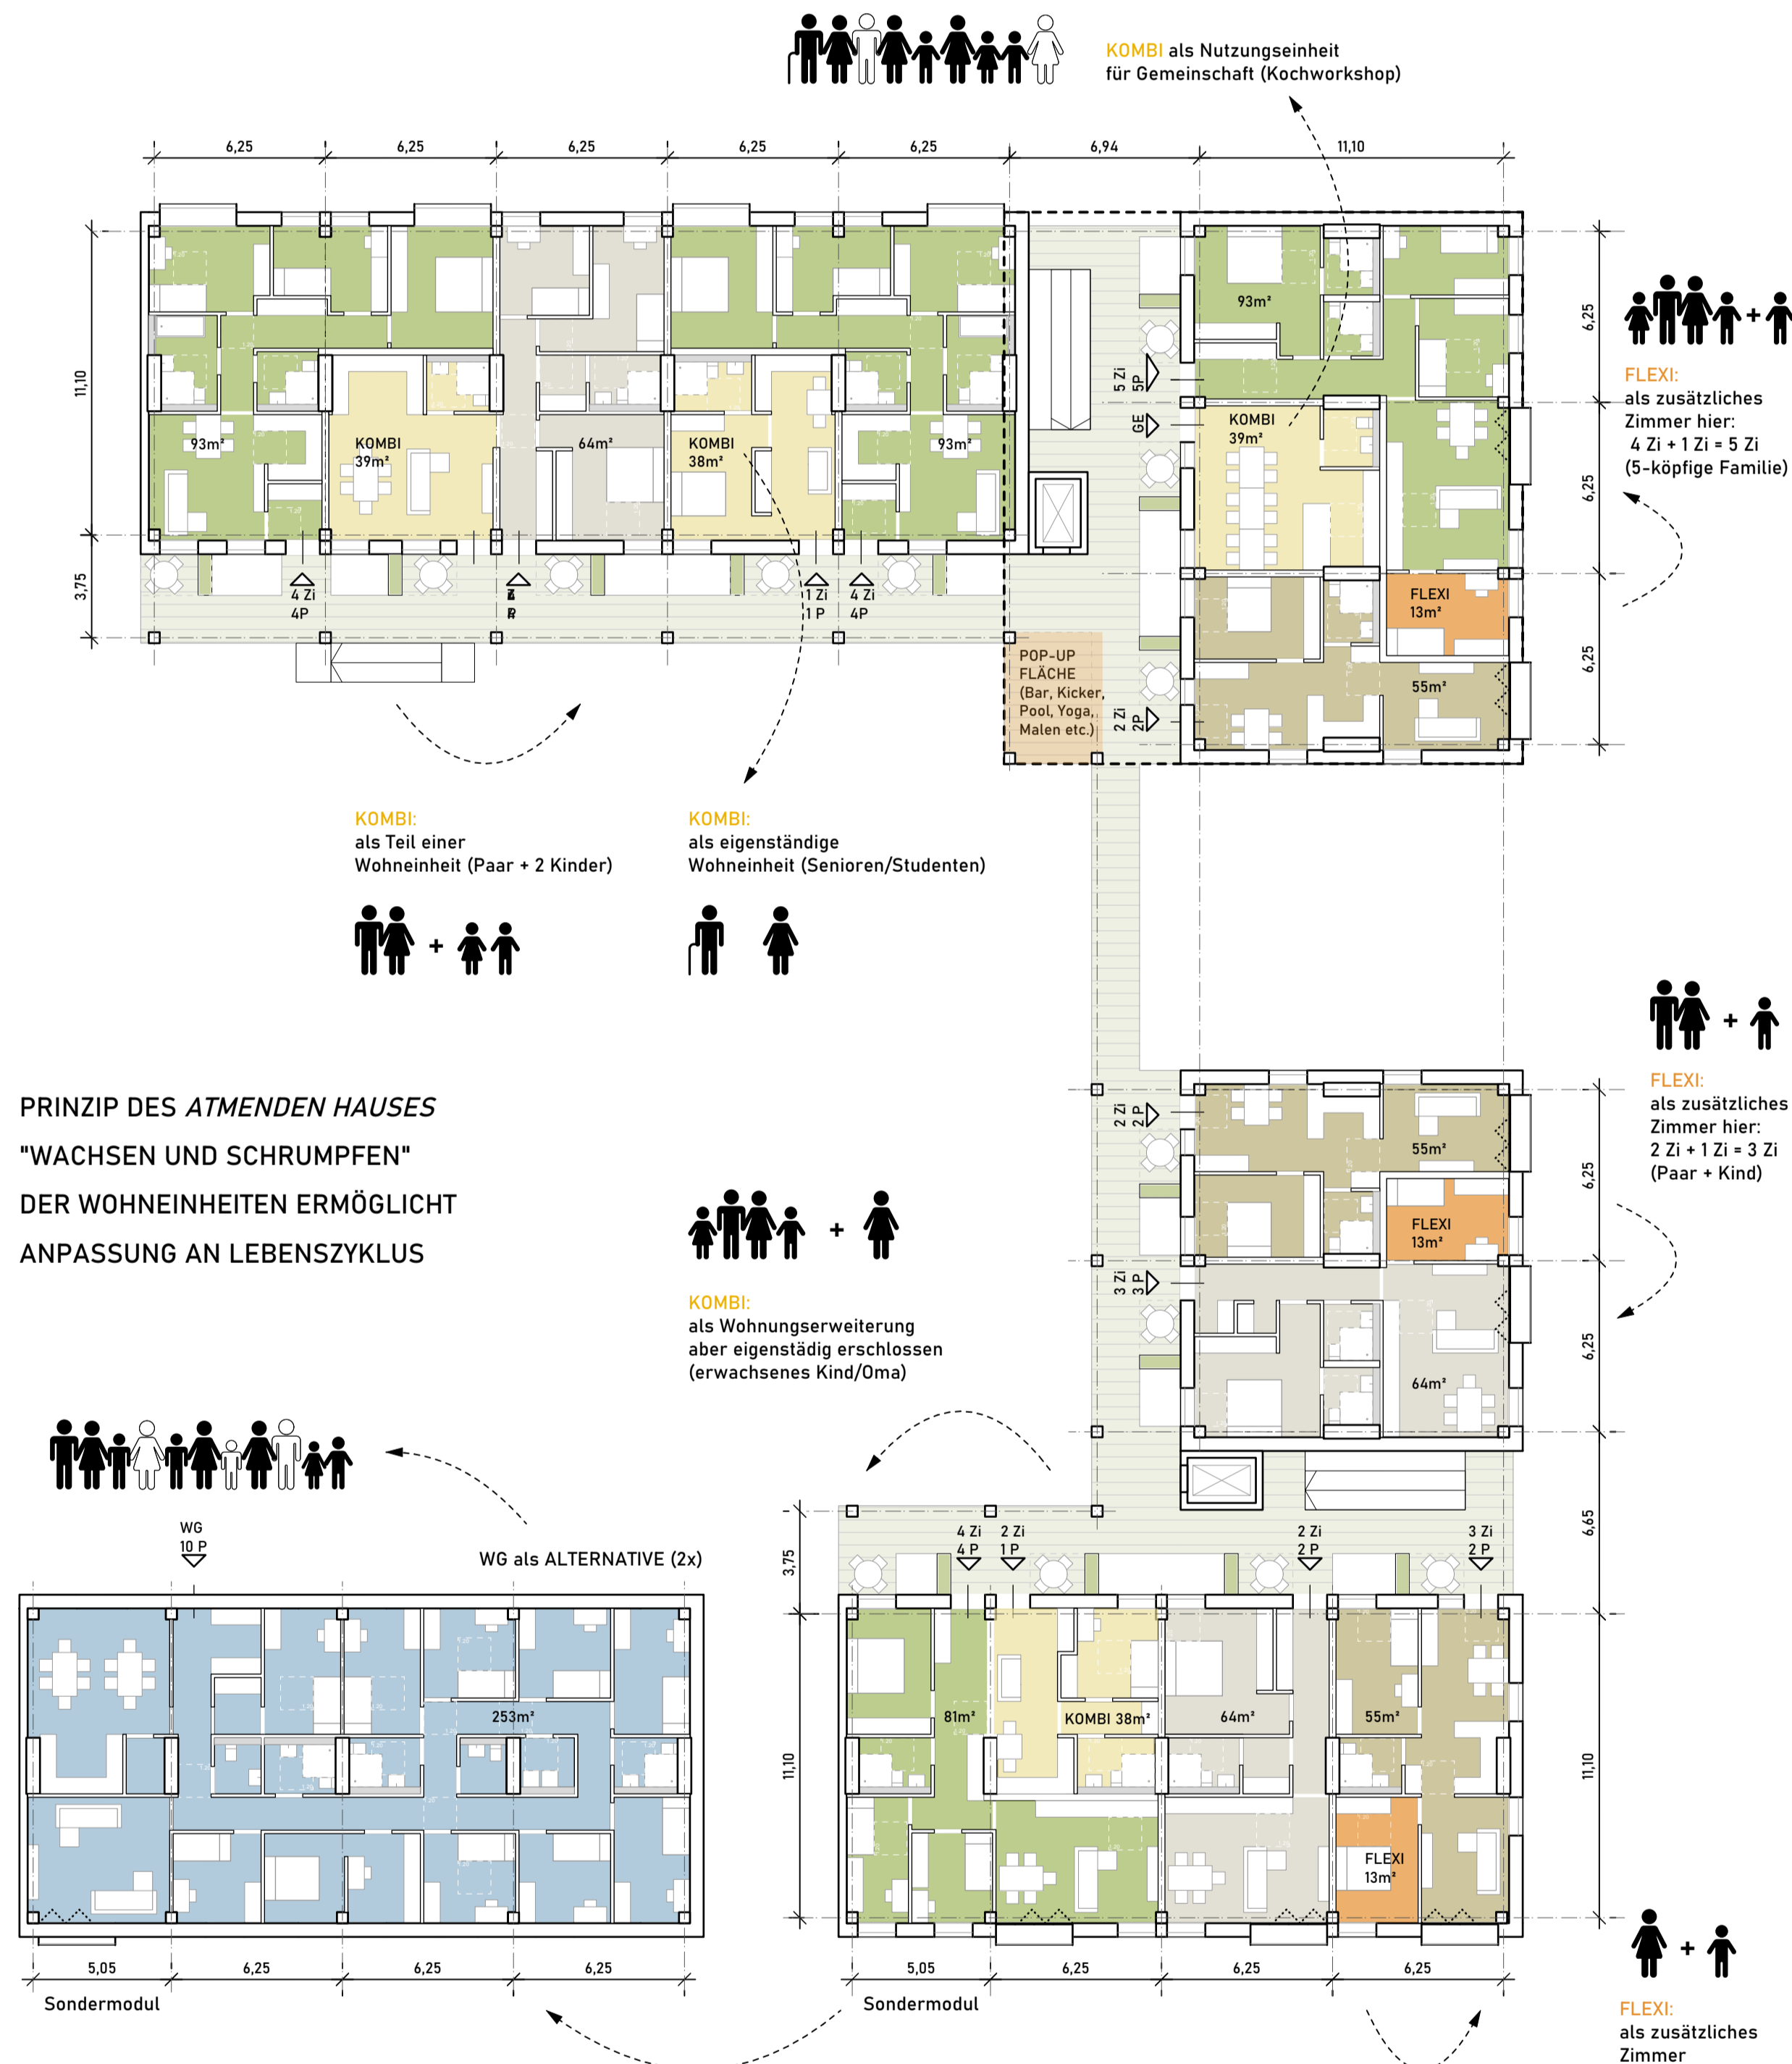 KOMBI als Nutzungseinheit
für Gemeinschaft (Kochworkshop)
6,25
6,25
6,25
6,25
6,25
6,94
11,10
11,10
3,75
93m²
KOMBI
39m²
64m²
KOMBI
38m²
93m²
4 Zi
4P
1 Zi
1 P
4 Zi
4P
93m²
5 Zi
5P
GE
KOMBI
39m²
FLEXI
13m²
55m²
2 Zi
2P
6,25
6,25
6,25
POP-UP
FLÄCHE
(Bar, Kicker,
Pool, Yoga,
Malen etc.)
+
FLEXI:
als zusätzliches
Zimmer hier:
4 Zi + 1 Zi = 5 Zi
(5-köpfige Familie)
KOMBI:
als Teil einer
Wohneinheit (Paar + 2 Kinder)
+
KOMBI:
als eigenständige
Wohneinheit (Senioren/Studenten)
PRINZIP DES ATMENDEN HAUSES
"WACHSEN UND SCHRUMPFEN"
DER WOHNEINHEITEN ERMÖGLICHT
ANPASSUNG AN LEBENSZYKLUS
+
KOMBI:
als Wohnungserweiterung
aber eigenstädig erschlossen
(erwachsenes Kind/Oma)
2 Zi
2 P
55m²
FLEXI
13m²
3 Zi
3 P
64m²
6,25
6,25
6,65
+
FLEXI:
als zusätzliches
Zimmer hier:
2 Zi + 1 Zi = 3 Zi
(Paar + Kind)
WG
10 P
WG als ALTERNATIVE (2x)
253m²
5,05
6,25
6,25
6,25
Sondermodul
3,75
11,10
4 Zi
4 P
2 Zi
1 P
2 Zi
2 P
3 Zi
2 P
81m²
KOMBI 38m²
64m²
55m²
FLEXI
13m²
11,10
5,05
6,25
6,25
6,25
Sondermodul
+
FLEXI:
als zusätzliches
Zimmer